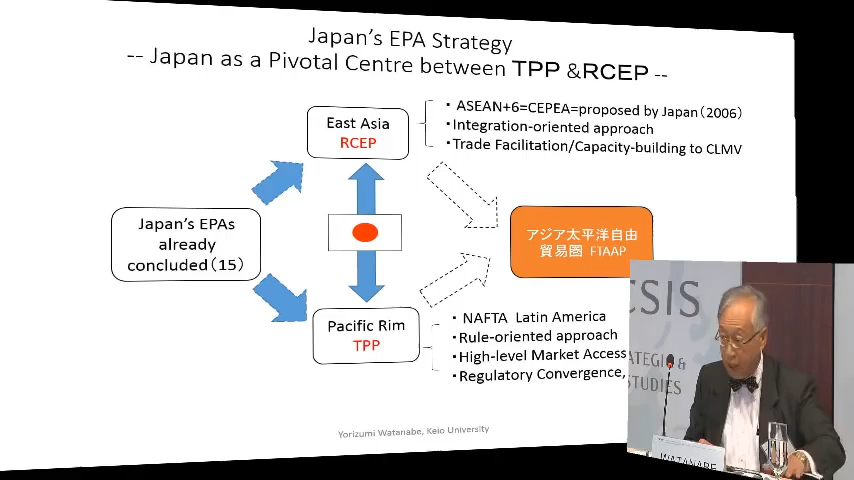 Japan's EPA Strategy
-- Japan as a Pivotal Centre between TPP &RCEP --
East Asia
RCEP
・ASEAN+6=CEPEA=proposed by Japan(2006)
・Integration-oriented approach
・Trade Facilitation/Capacity-building to CLMV
Japan's EPAs
already
concluded(15)
アジア太平洋自由
貿易圏 FTAAP
Pacific Rim
TPP
・NAFTA Latin America
・Rule-oriented approach
・High-level Market Access
・Regulatory Convergence,
Yorizumi Watanabe, Keio University
CSIS
STUDIES
WATANABE